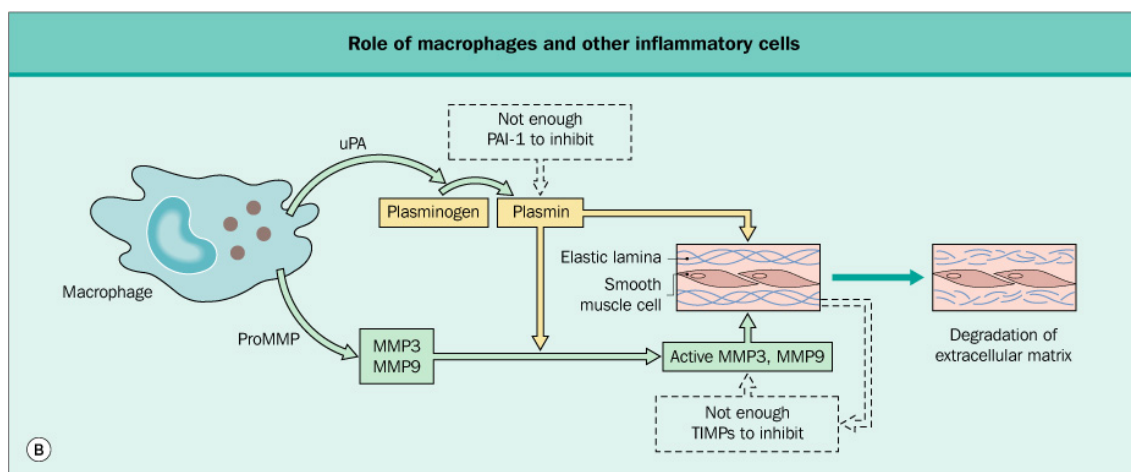 Role of macrophages and other inflammatory cells
Not enough
PAI-1 to inhibit
uPA
Plasminogen
Plasmin
Elastic lamina
Smooth
muscle cell
Macrophage
ProMMP
MMP3
MMP9
Active MMP3, MMP9
Degradation of
extracellular matrix
Not enough
TIMPs to inhibit
B